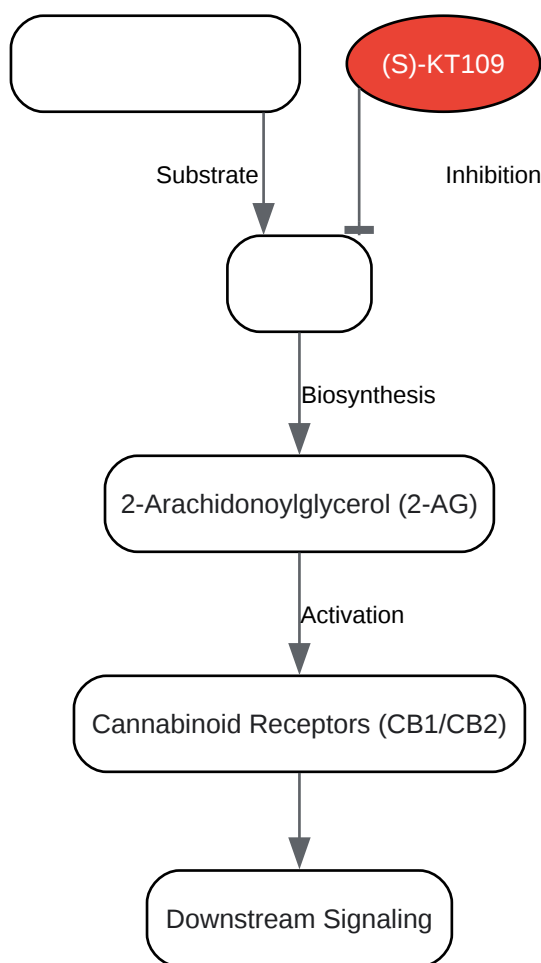 (S)-KT109
Substrate
Inhibition
Biosynthesis
2-Arachidonoylglycerol (2-AG)
Activation
Cannabinoid Receptors (CB1/CB2)
Downstream Signaling